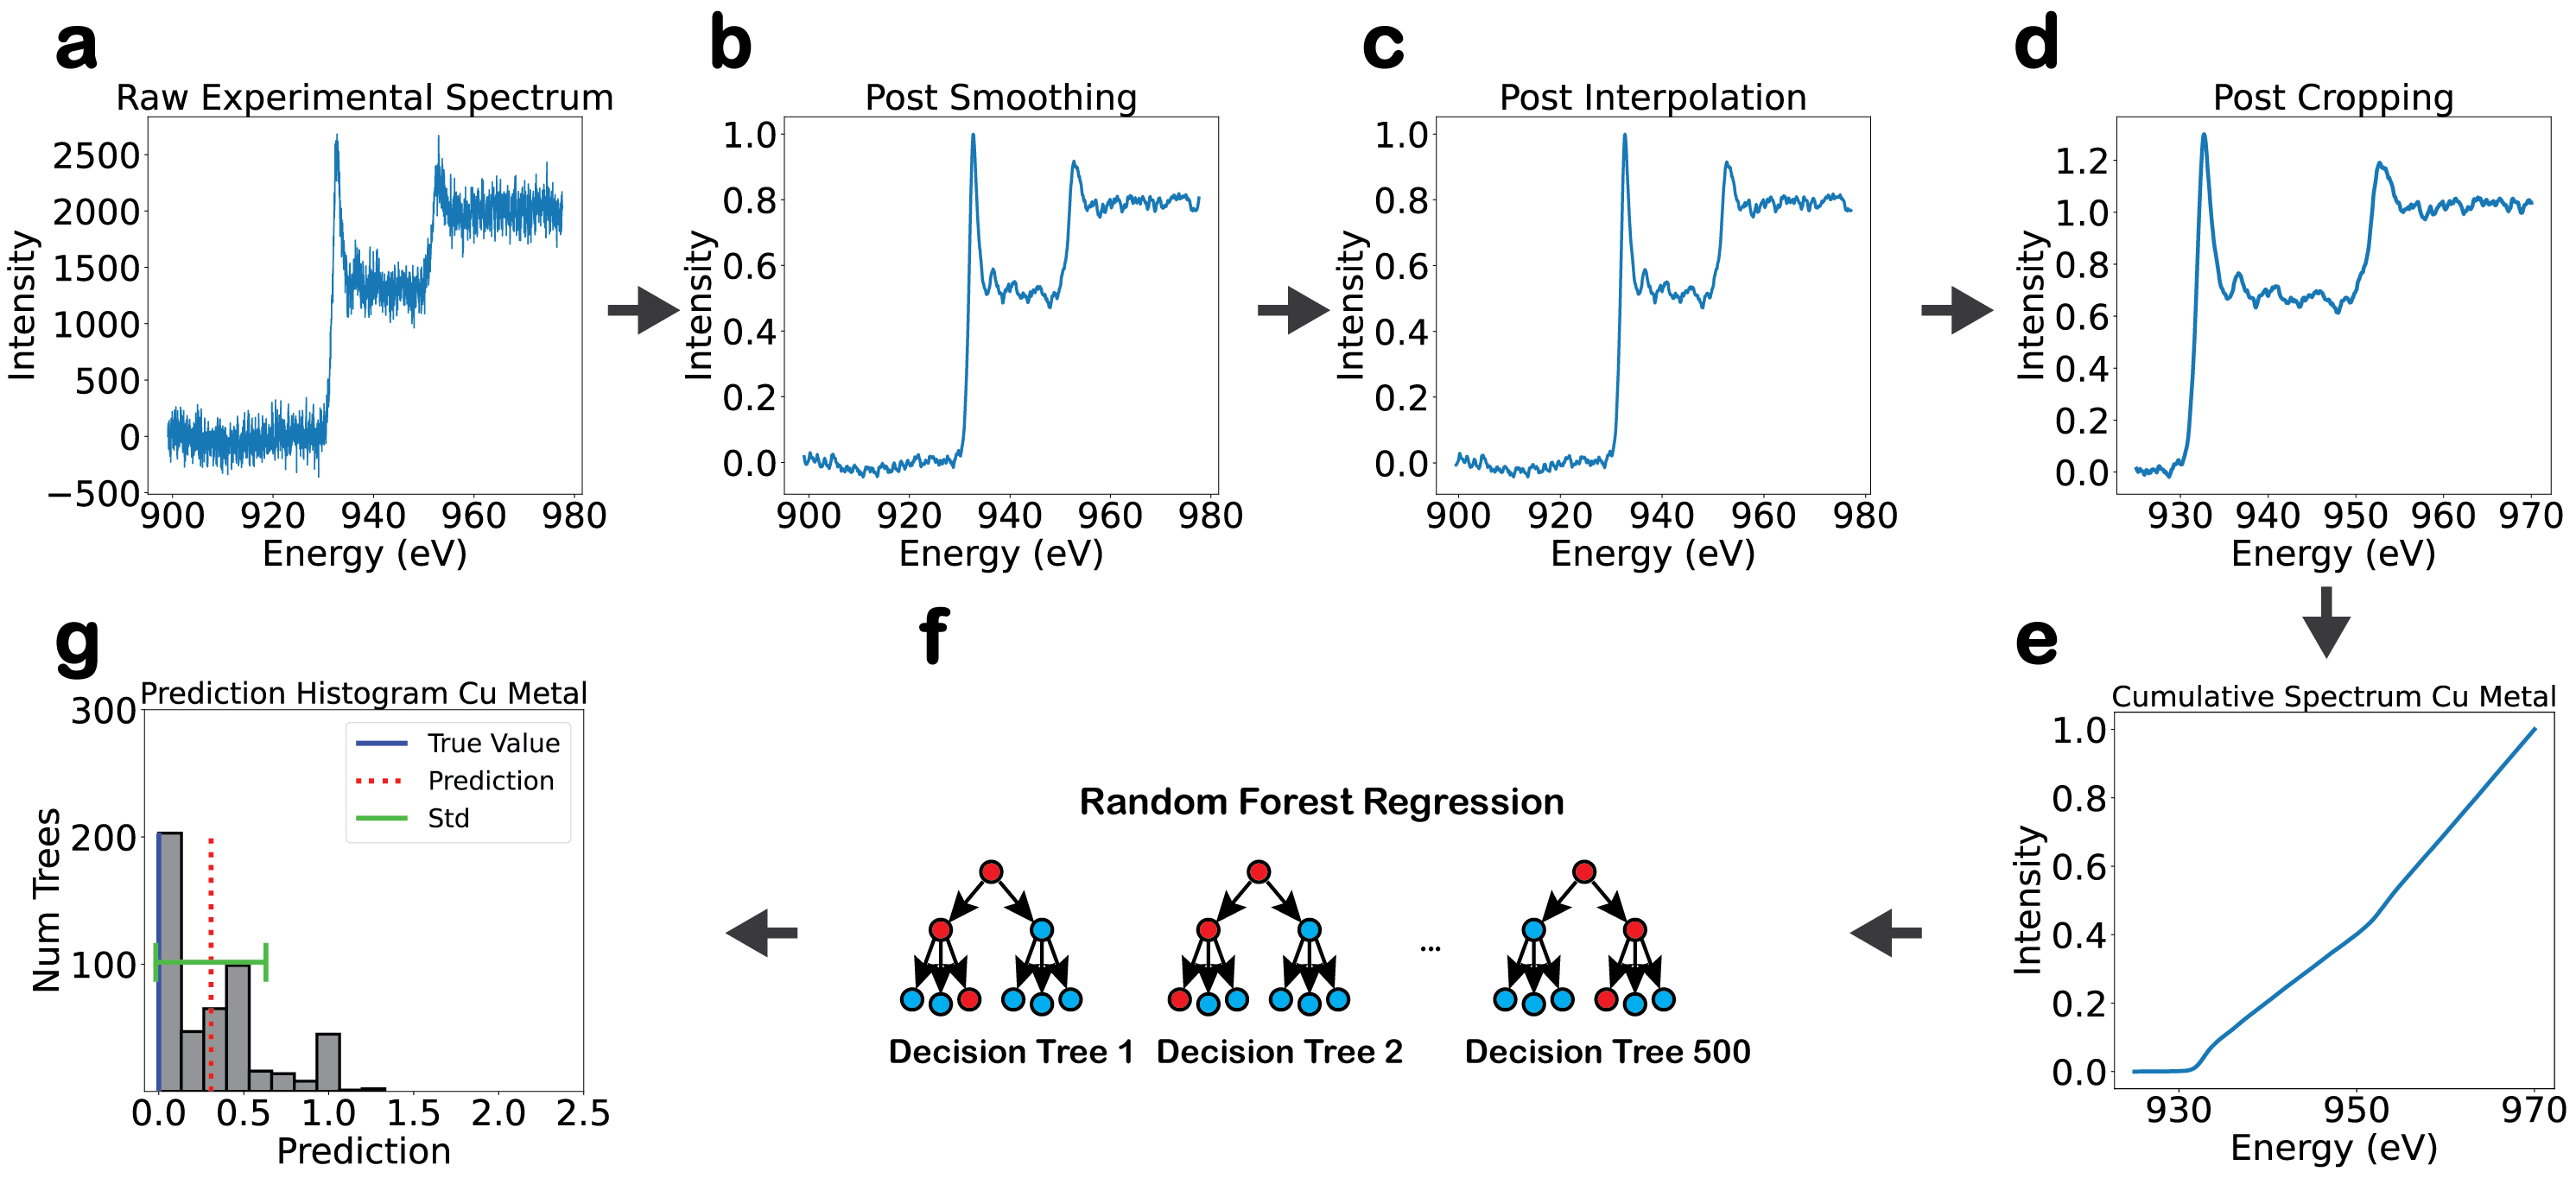 a
Raw Experimental Spectrum
Intensity
2500
2000
1500
1000
500
0
−500
900 920 940 960 980
Energy (eV)
b
Post Smoothing
Intensity
1.0
0.8
0.6
0.4
0.2
0.0
900 920 940 960 980
Energy (eV)
c
Post Interpolation
Intensity
1.0
0.8
0.6
0.4
0.2
0.0
900 920 940 960 980
Energy (eV)
d
Post Cropping
Intensity
1.2
1.0
0.8
0.6
0.4
0.2
0.0
930 940 950 960 970
Energy (eV)
e
Cumulative Spectrum Cu Metal
Intensity
1.0
0.8
0.6
0.4
0.2
0.0
930 950 970
Energy (eV)
f
Random Forest Regression
...
Decision Tree 1 Decision Tree 2 Decision Tree 500
g
Prediction Histogram Cu Metal
Num Trees
300
200
100
True Value
Prediction
Std
0.0 0.5 1.0 1.5 2.0 2.5
Prediction